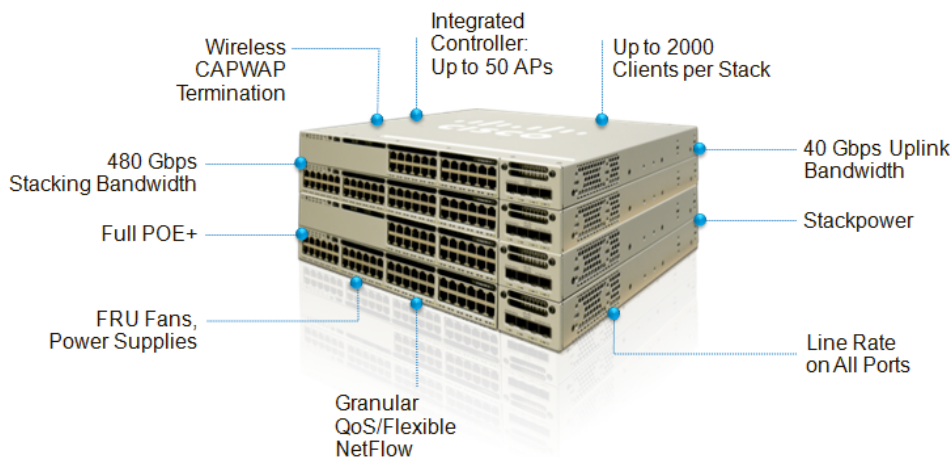 Wireless
CAPWAP
Termination
Integrated
Controller:
Up to 50 APs
Up to 2000
Clients per Stack
CISCO
480 Gbps
Stacking Bandwidth
40 Gbps Uplink
Bandwidth
Full POE+
Stackpower
FRU Fans,
Power Supplies
Line Rate
on All Ports
Granular
QoS/Flexible
NetFlow